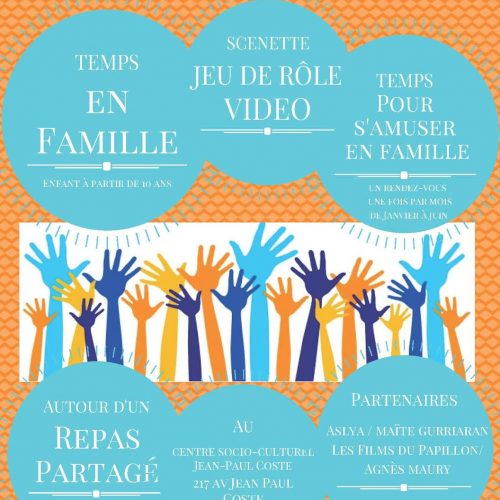 TEMPS
EN
FAMILLE
ENFANT À PARTIR DE 10 ANS
SCENETTE
JEU DE RÔLE
VIDEO
TEMPS
POUR
S'AMUSER
EN FAMILLE
UN RENDEZ-VOUS
UNE FOIS PAR MOIS
DE JANVIER À JUIN
AUTOUR D'UN
REPAS
PARTAGÉ
AU
CENTRE SOCIO-CULTUREL
JEAN-PAUL COSTE
217 AV JEAN PAUL
COSTE
PARTENAIRES
ASLYA / MAÏTE GURRIARAN
LES FILMS DU PAPILLON/
AGNÈS MAURY